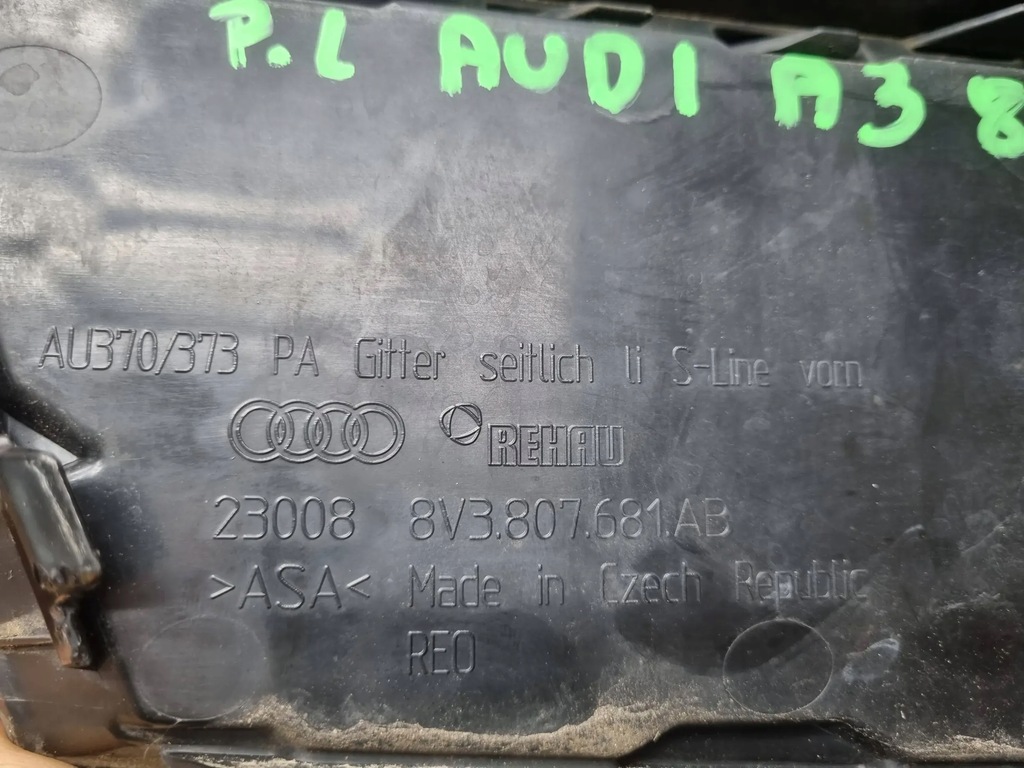 P.L AUDI A3 8
AU370/373 PA Gitter seitlich li S-Line vorn
REHAU
23008 8V3.807.681.AB
>ASA< Made in Czech Republic
REO